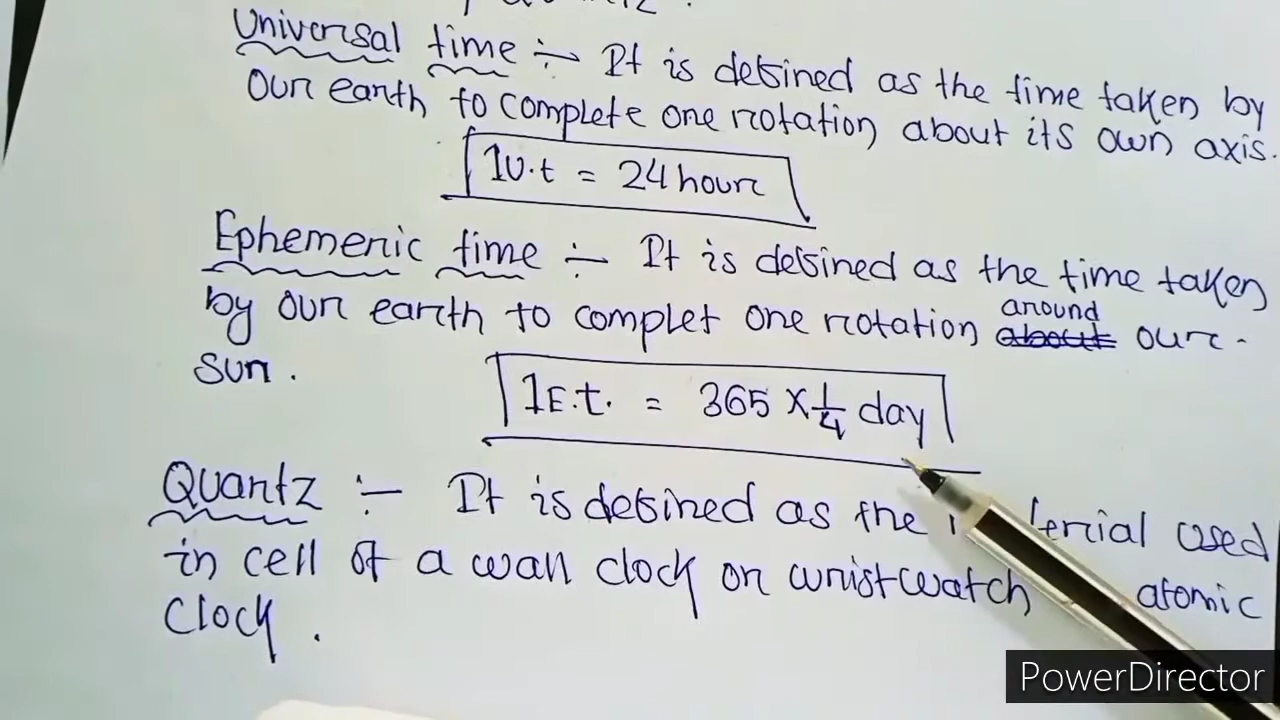 Universal time :- It is defined as the time taken by
our earth to complete one rotation about its own axis.
1U.t = 24 hour
Ephemeric time :- It is defined as the time taken
by our earth to complet one rotation around about our
sun.
1E.t. = 365 × 1/4 day
Quartz :- It is defined as the used
in cell of a wall clock or wristwatch atomic
clock.
PowerDirector